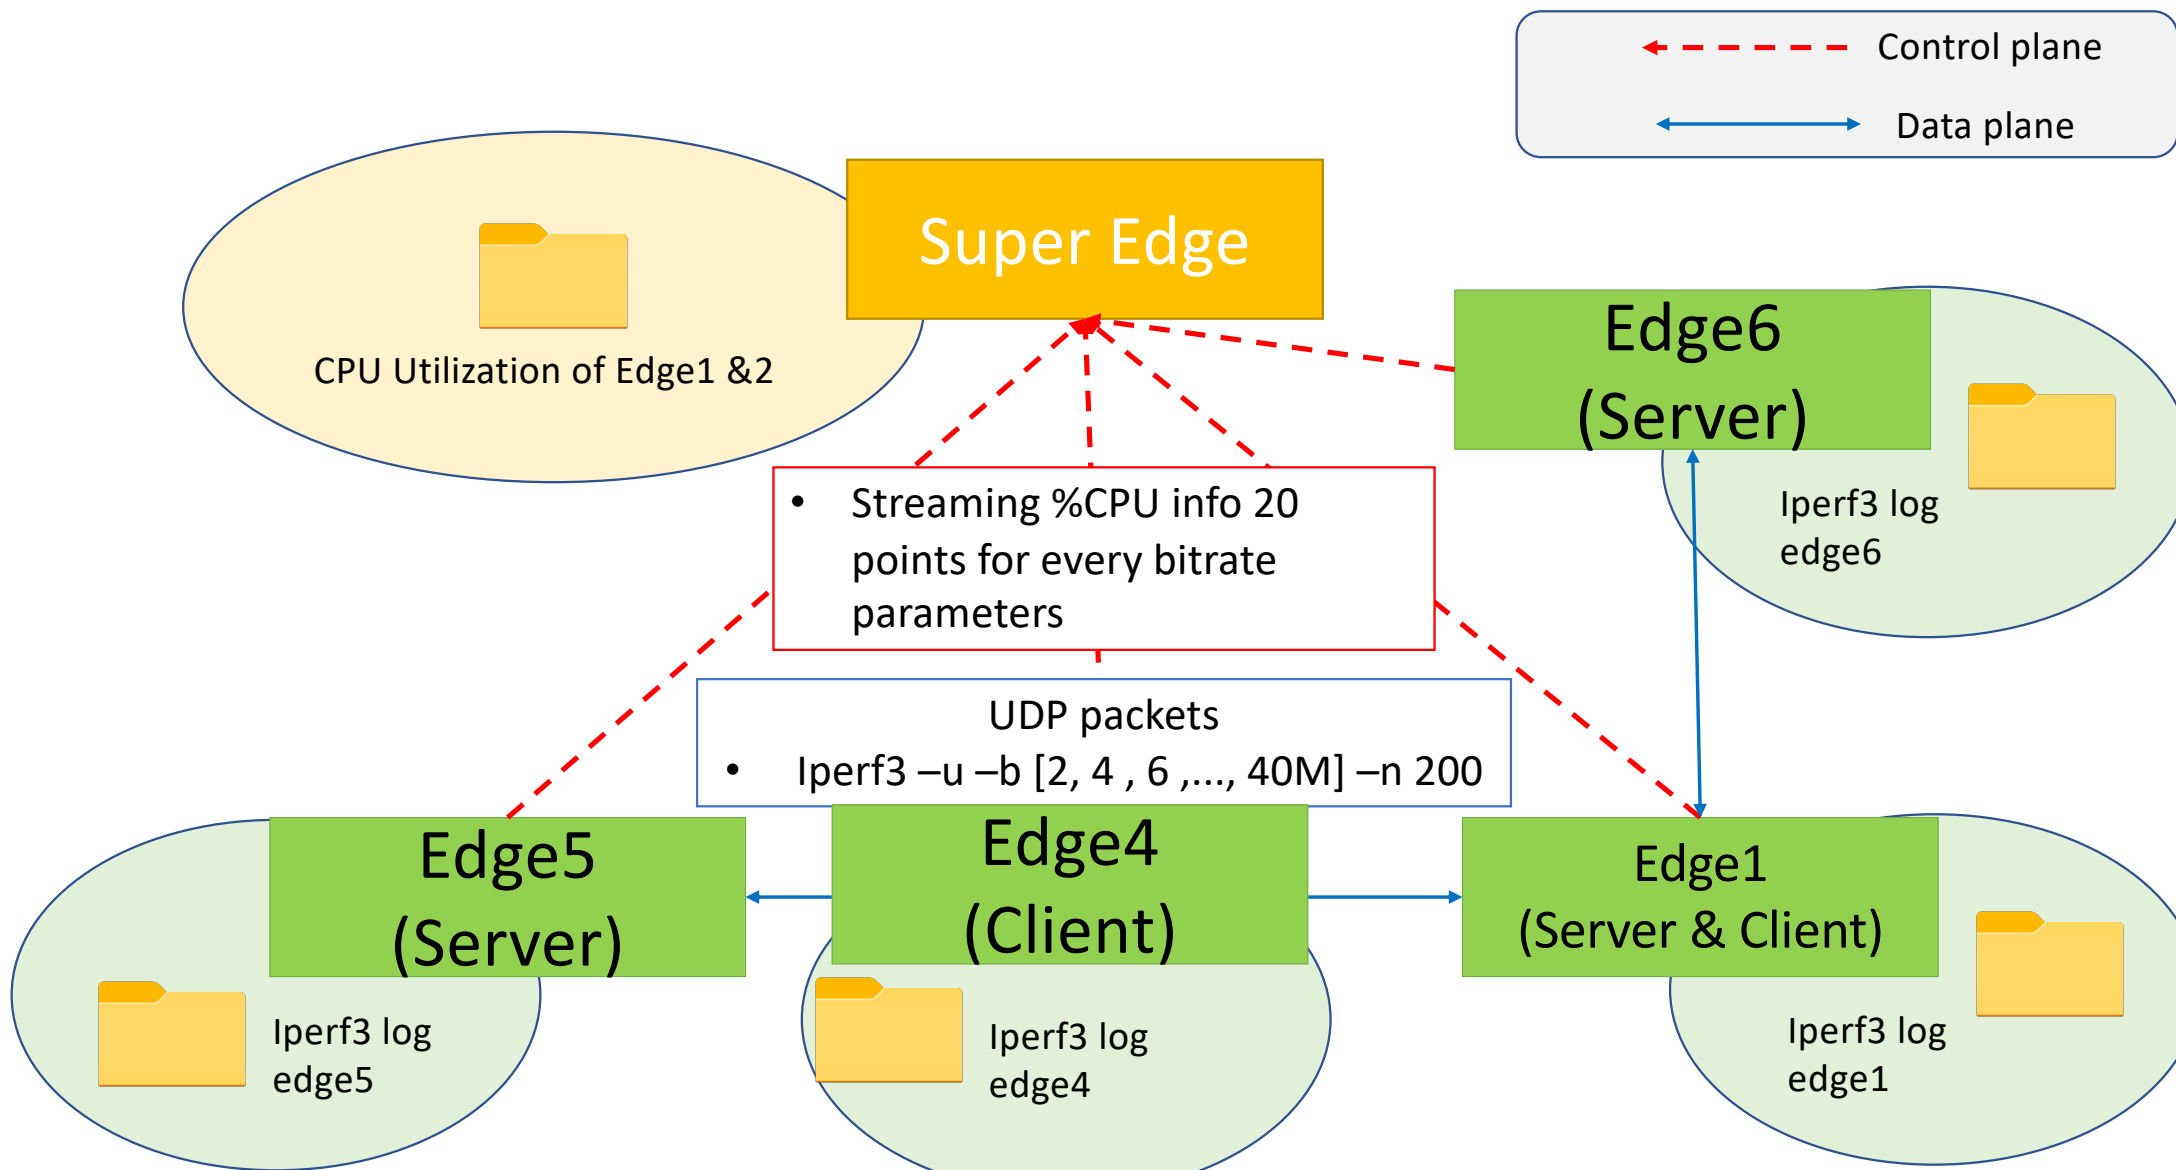 Control plane
Data plane
Super Edge
CPU Utilization of Edge1 &2
Edge6
(Server)
Iperf3 log
edge6
• Streaming %CPU info 20
points for every bitrate
parameters
UDP packets
• Iperf3 –u –b [2, 4 , 6 ,..., 40M] –n 200
Edge5
(Server)
Iperf3 log
edge5
Edge4
(Client)
Iperf3 log
edge4
Edge1
(Server & Client)
Iperf3 log
edge1